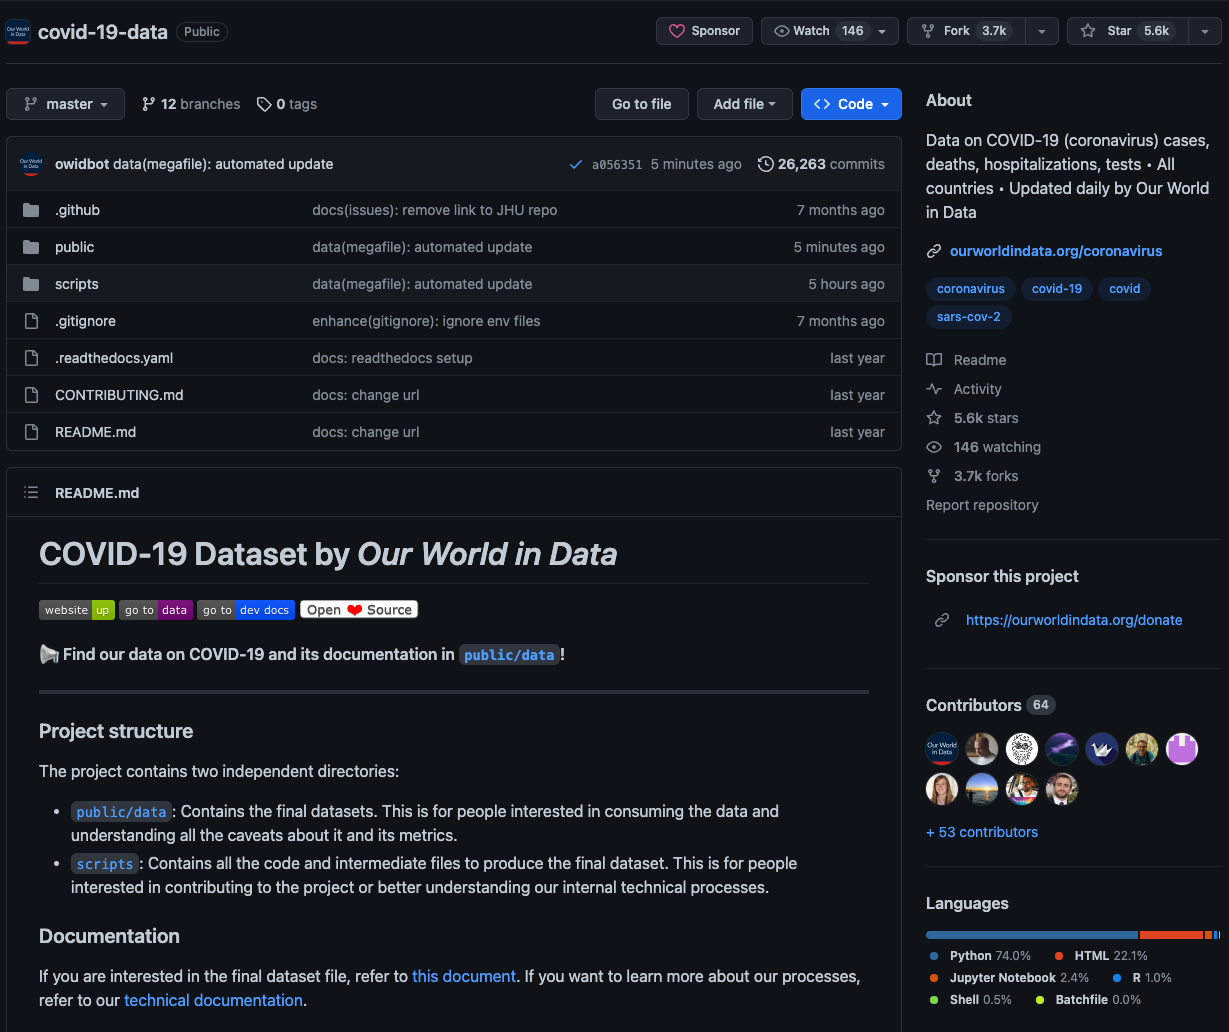 covid-19-data Public Sponsor Watch 146 Fork 3.7k Star 5.6k
master 12 branches 0 tags Go to file Add file Code
owidbot data(megafile): automated update a056351 5 minutes ago 26,263 commits
.github docs(issues): remove link to JHU repo 7 months ago
public data(megafile): automated update 5 minutes ago
scripts data(megafile): automated update 5 hours ago
.gitignore enhance(gitignore): ignore env files 7 months ago
.readthedocs.yaml docs: readthedocs setup last year
CONTRIBUTING.md docs: change url last year
README.md docs: change url last year
README.md
COVID-19 Dataset by Our World in Data
website up go to data go to dev docs Open Source
Find our data on COVID-19 and its documentation in public/data!
Project structure
The project contains two independent directories:
• public/data: Contains the final datasets. This is for people interested in consuming the data and
understanding all the caveats about it and its metrics.
• scripts: Contains all the code and intermediate files to produce the final dataset. This is for people
interested in contributing to the project or better understanding our internal technical processes.
Documentation
If you are interested in the final dataset file, refer to this document. If you want to learn more about our processes,
refer to our technical documentation.
About
Data on COVID-19 (coronavirus) cases,
deaths, hospitalizations, tests • All
countries • Updated daily by Our World
in Data
ourworldindata.org/coronavirus
coronavirus covid-19 covid
sars-cov-2
Readme
Activity
5.6k stars
146 watching
3.7k forks
Report repository
Sponsor this project
https://ourworldindata.org/donate
Contributors 64
Our World
in Data
+ 53 contributors
Languages
Python 74.0% HTML 22.1%
Jupyter Notebook 2.4% R 1.0%
Shell 0.5% Batchfile 0.0%